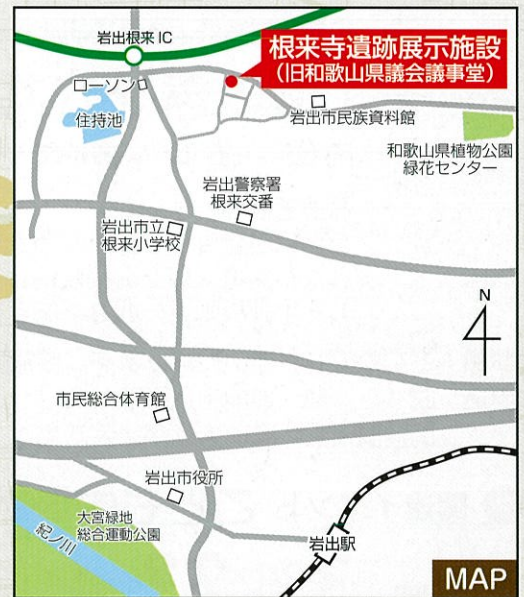 岩出根来 IC
根来寺遺跡展示施設
(旧和歌山県議会議事堂)
ローソン
住持池
岩出市民族資料館
和歌山県植物公園
緑花センター
岩出警察署
根来交番
岩出市立
根来小学校
N
市民総合体育館
岩出市役所
大宮緑地
総合運動公園
紀ノ川
岩出駅
MAP